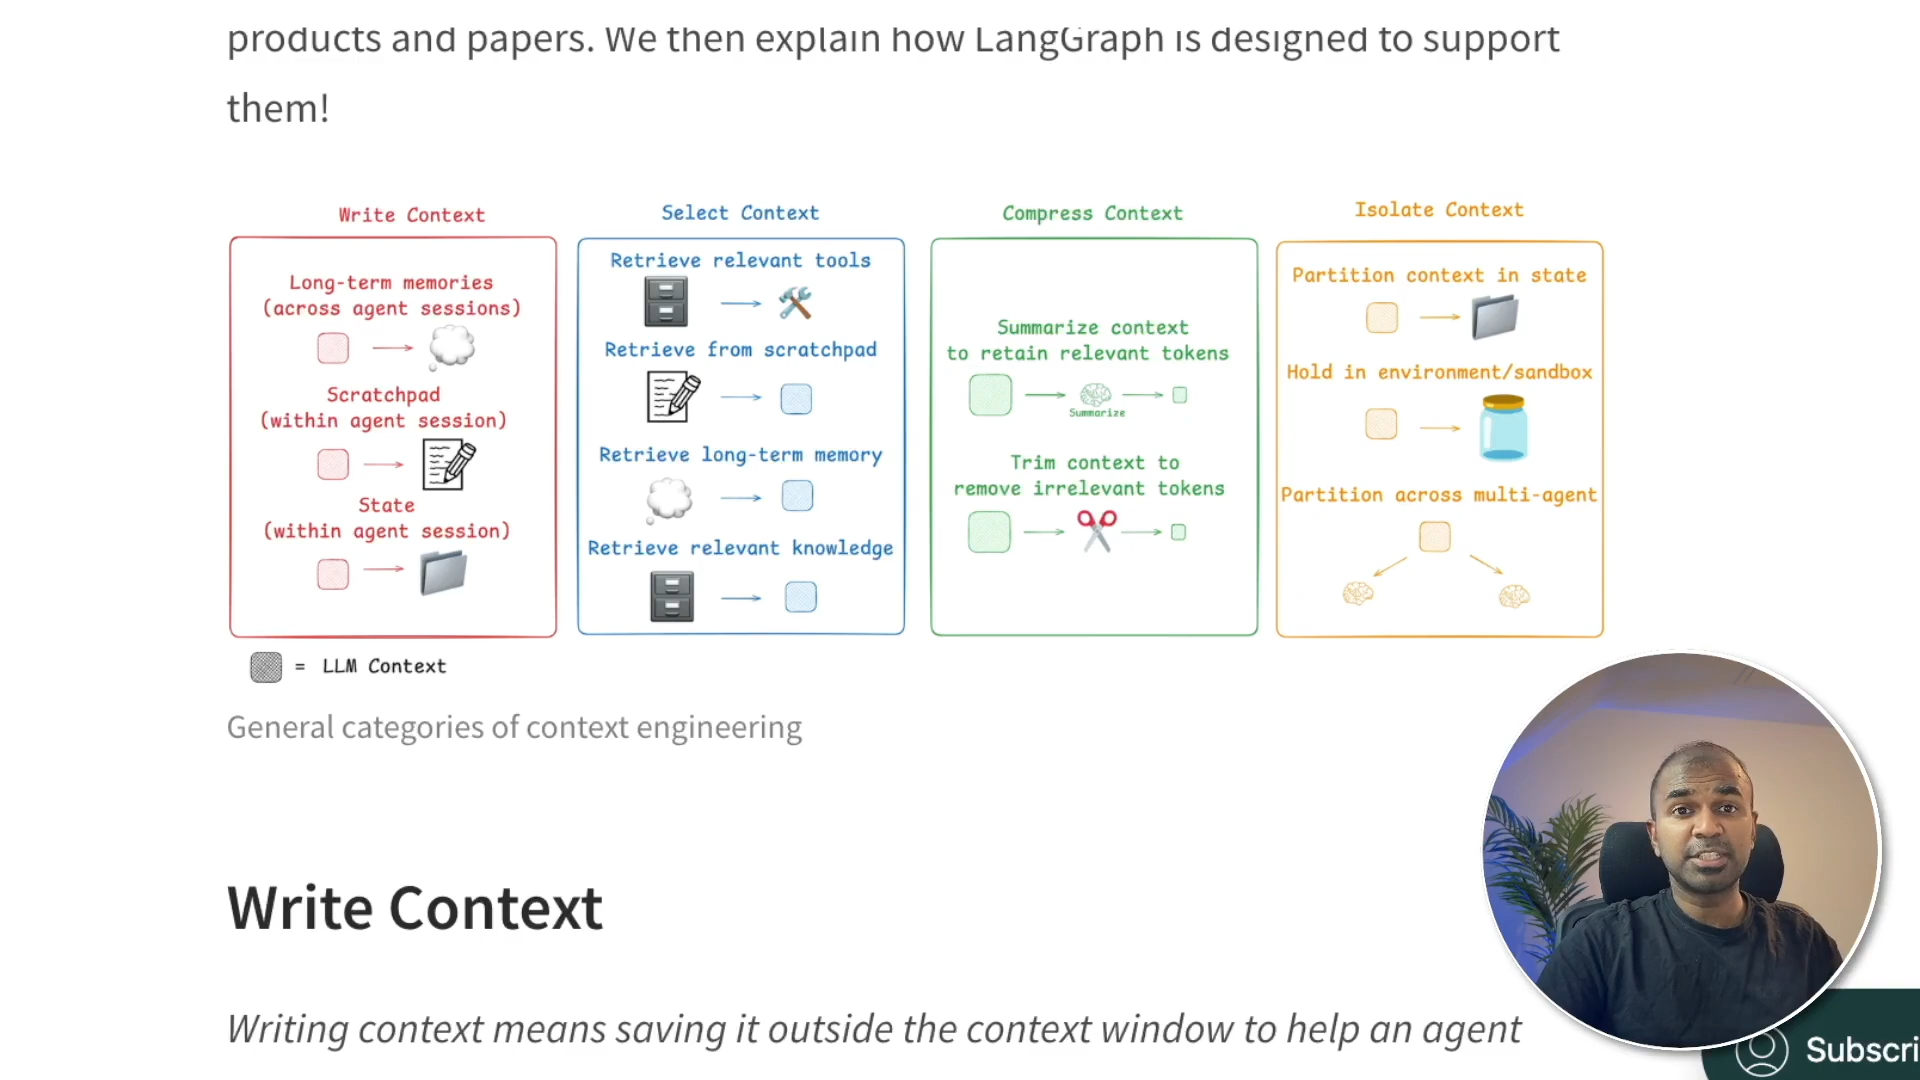 products and papers. We then explain how LangGraph is designed to support
them!
Write Context
Long-term memories
(across agent sessions)
Scratchpad
(within agent session)
State
(within agent session)
Select Context
Retrieve relevant tools
Retrieve from scratchpad
Retrieve long-term memory
Retrieve relevant knowledge
Compress Context
Summarize context
to retain relevant tokens
Summarize
Trim context to
remove irrelevant tokens
Isolate Context
Partition context in state
Hold in environment/sandbox
Partition across multi-agent
= LLM Context
General categories of context engineering
Write Context
Writing context means saving it outside the context window to help an agent
Subscri